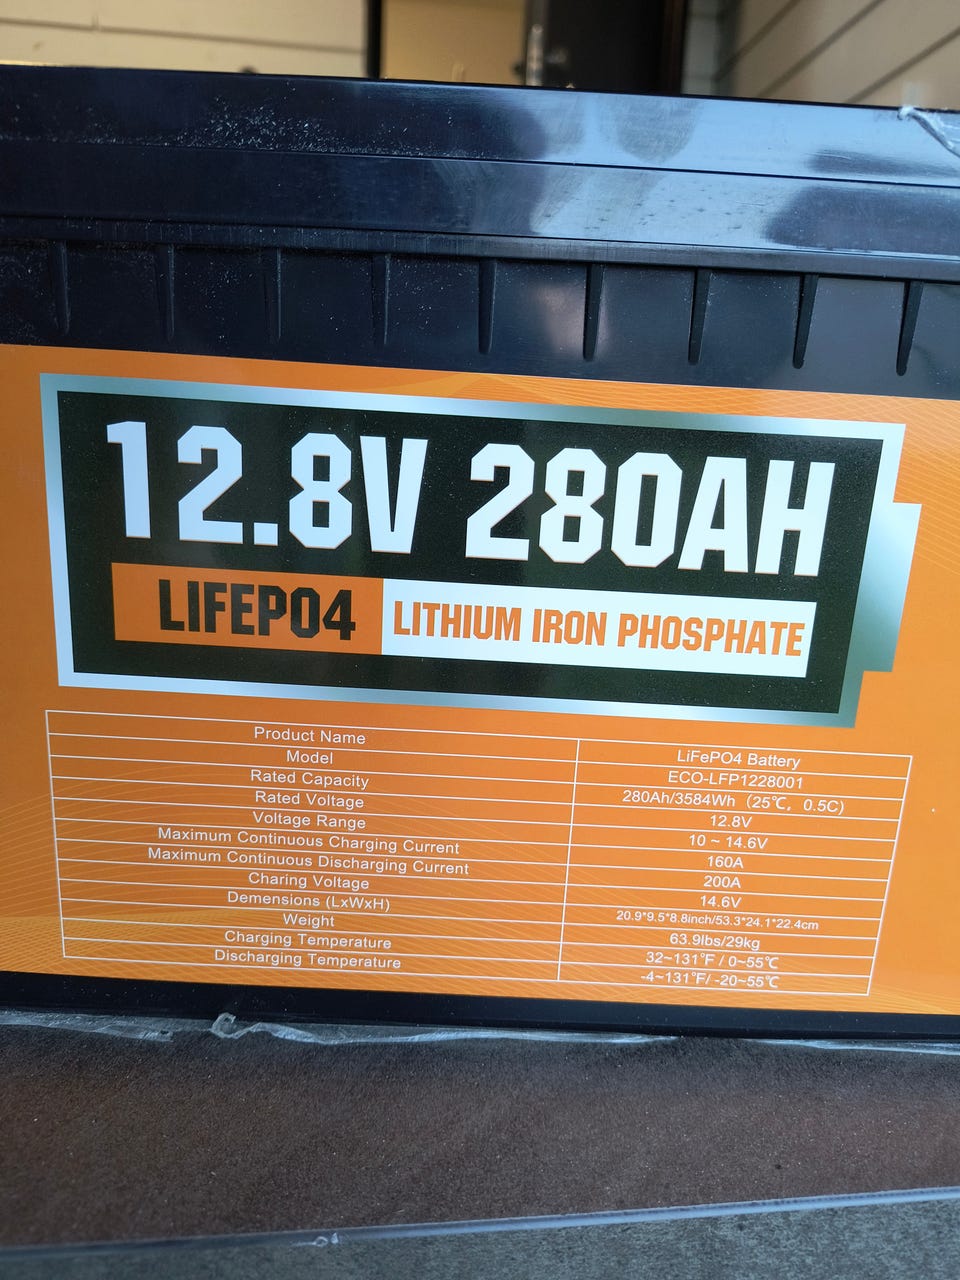 12.8V 280AH
LIFEPO4 LITHIUM IRON PHOSPHATE
Product Name LiFePO4 Battery
Model ECO-LFP1228001
Rated Capacity 280Ah/3584Wh（25℃，0.5C）
Rated Voltage 12.8V
Voltage Range 10 ~ 14.6V
Maximum Continuous Charging Current 160A
Maximum Continuous Discharging Current 200A
Charing Voltage 14.6V
Demensions (LxWxH) 20.9*9.5*8.8inch/53.3*24.1*22.4cm
Weight 63.9lbs/29kg
Charging Temperature 32~131℉ / 0~55℃
Discharging Temperature -4~131℉/ -20~55℃